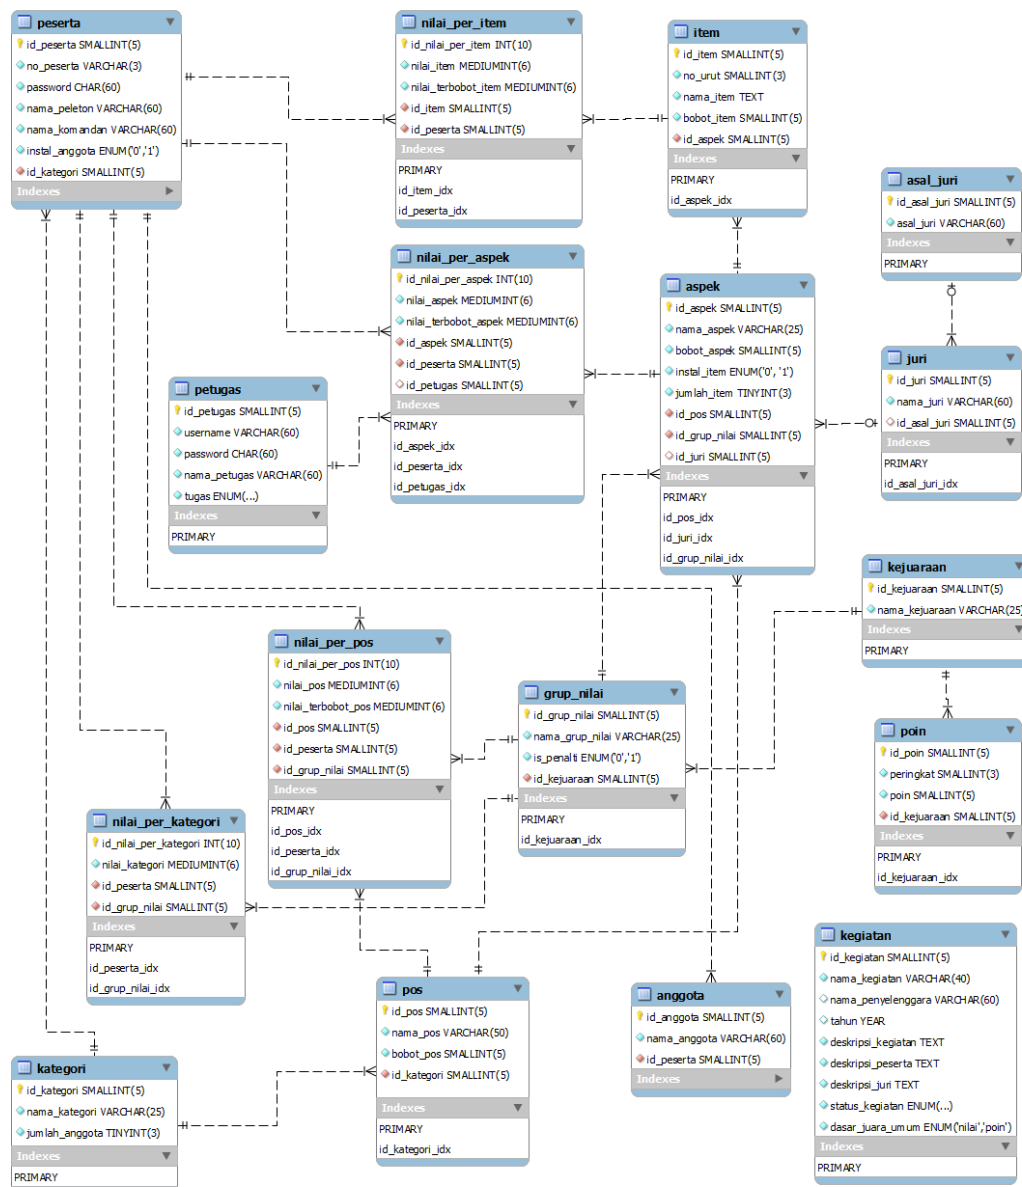 peserta
id_peserta SMALLINT(5)
no_peserta VARCHAR(3)
password CHAR(60)
nama_peleton VARCHAR(60)
nama_komandan VARCHAR(60)
instal_anggota ENUM('0','1')
id_kategori SMALLINT(5)
Indexes
nilai_per_item
id_nilai_per_item INT(10)
nilai_item MEDIUMINT(6)
nilai_terbobot_item MEDIUMINT(6)
id_item SMALLINT(5)
id_peserta SMALLINT(5)
Indexes
PRIMARY
id_item_idx
id_peserta_idx
item
id_item SMALLINT(5)
no_urut SMALLINT(3)
nama_item TEXT
bobot_item SMALLINT(5)
id_aspek SMALLINT(5)
Indexes
PRIMARY
id_aspek_idx
asal_juri
id_asal_juri SMALLINT(5)
asal_juri VARCHAR(60)
Indexes
PRIMARY
nilai_per_aspek
id_nilai_per_aspek INT(10)
nilai_aspek MEDIUMINT(6)
nilai_terbobot_aspek MEDIUMINT(6)
id_aspek SMALLINT(5)
id_peserta SMALLINT(5)
id_petugas SMALLINT(5)
Indexes
PRIMARY
id_aspek_idx
id_peserta_idx
id_petugas_idx
aspek
id_aspek SMALLINT(5)
nama_aspek VARCHAR(25)
bobot_aspek SMALLINT(5)
instal_item ENUM('0', '1')
jumlah_item TINYINT(3)
id_pos SMALLINT(5)
id_grup_nilai SMALLINT(5)
id_juri SMALLINT(5)
Indexes
PRIMARY
id_pos_idx
id_juri_idx
id_grup_nilai_idx
juri
id_juri SMALLINT(5)
nama_juri VARCHAR(60)
id_asal_juri SMALLINT(5)
Indexes
PRIMARY
id_asal_juri_idx
petugas
id_petugas SMALLINT(5)
username VARCHAR(60)
password CHAR(60)
nama_petugas VARCHAR(60)
tugas ENUM(...)
Indexes
PRIMARY
kejuaraan
id_kejuaraan SMALLINT(5)
nama_kejuaraan VARCHAR(25)
Indexes
PRIMARY
nilai_per_pos
id_nilai_per_pos INT(10)
nilai_pos MEDIUMINT(6)
nilai_terbobot_pos MEDIUMINT(6)
id_pos SMALLINT(5)
id_peserta SMALLINT(5)
id_grup_nilai SMALLINT(5)
Indexes
PRIMARY
id_pos_idx
id_peserta_idx
id_grup_nilai_idx
grup_nilai
id_grup_nilai SMALLINT(5)
nama_grup_nilai VARCHAR(25)
is_penalti ENUM('0','1')
id_kejuaraan SMALLINT(5)
Indexes
PRIMARY
id_kejuaraan_idx
poin
id_poin SMALLINT(5)
peringkat SMALLINT(3)
poin SMALLINT(5)
id_kejuaraan SMALLINT(5)
Indexes
PRIMARY
id_kejuaraan_idx
nilai_per_kategori
id_nilai_per_kategori INT(10)
nilai_kategori MEDIUMINT(6)
id_peserta SMALLINT(5)
id_grup_nilai SMALLINT(5)
Indexes
PRIMARY
id_peserta_idx
id_grup_nilai_idx
pos
id_pos SMALLINT(5)
nama_pos VARCHAR(50)
bobot_pos SMALLINT(5)
id_kategori SMALLINT(5)
Indexes
PRIMARY
id_kategori_idx
anggota
id_anggota SMALLINT(5)
nama_anggota VARCHAR(60)
id_peserta SMALLINT(5)
Indexes
kegiatan
id_kegiatan SMALLINT(5)
nama_kegiatan VARCHAR(40)
nama_penyelenggara VARCHAR(60)
tahun YEAR
deskripsi_kegiatan TEXT
deskripsi_peserta TEXT
deskripsi_juri TEXT
status_kegiatan ENUM(...)
dasar_juara_umum ENUM('nilai','poin')
Indexes
PRIMARY
kategori
id_kategori SMALLINT(5)
nama_kategori VARCHAR(25)
jumlah_anggota TINYINT(3)
Indexes
PRIMARY